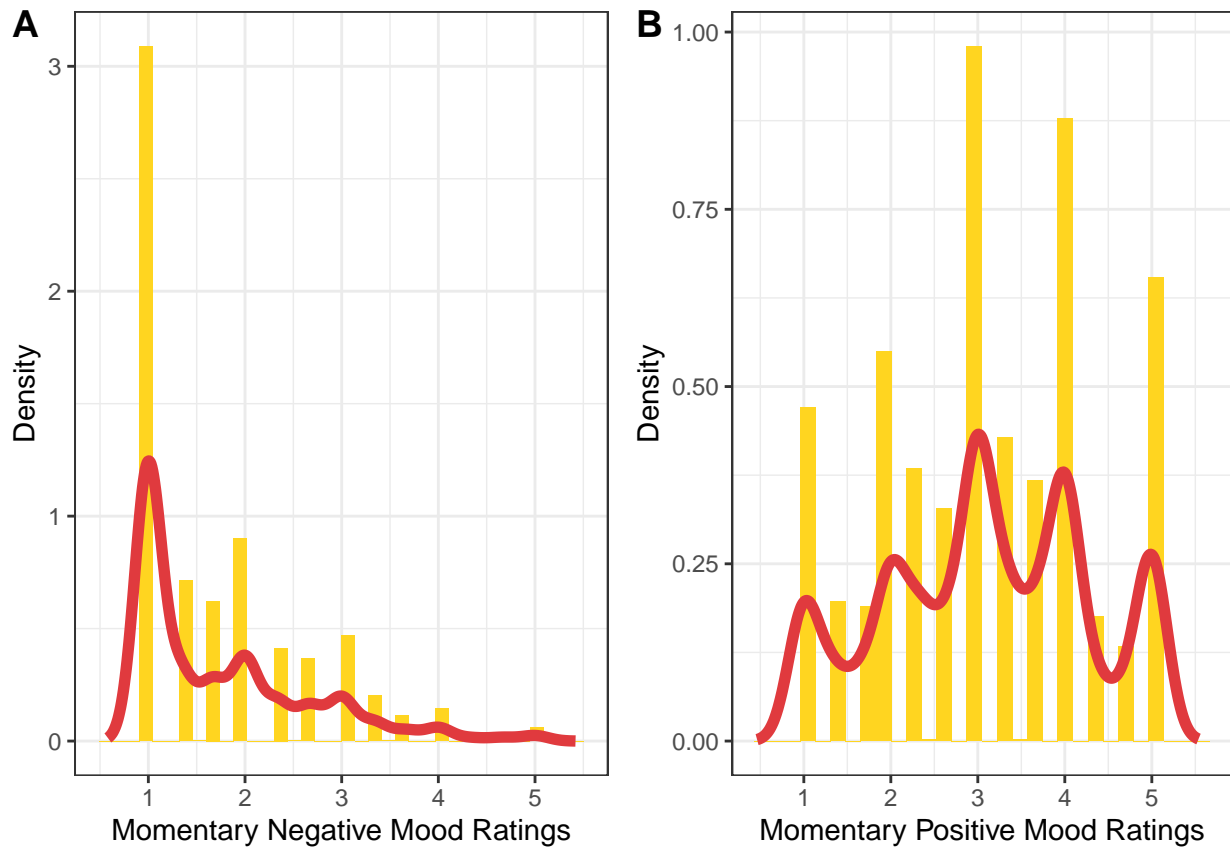 A
Density
3
2
1
0
1 2 3 4 5
Momentary Negative Mood Ratings
B
Density
1.00
0.75
0.50
0.25
0.00
1 2 3 4 5
Momentary Positive Mood Ratings